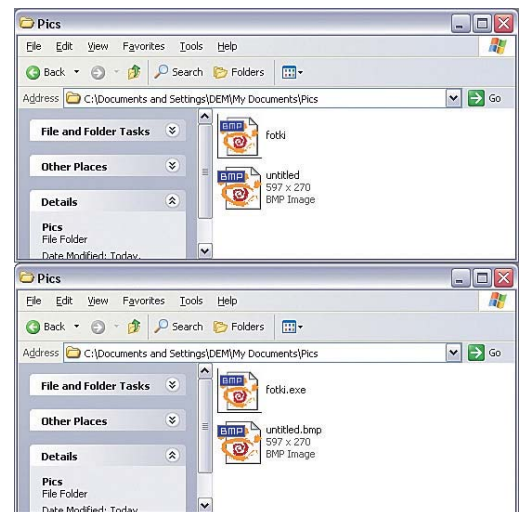 Pics
File Edit View Favorites Tools Help
Back Search Folders
Address C:\Documents and Settings\DEM\My Documents\Pics Go
File and Folder Tasks
Other Places
Details
Pics
File Folder
Date Modified: Today,
BMP fotki
BMP untitled
597 x 270
BMP Image
Pics
File Edit View Favorites Tools Help
Back Search Folders
Address C:\Documents and Settings\DEM\My Documents\Pics Go
File and Folder Tasks
Other Places
Details
Pics
File Folder
Date Modified: Today,
BMP fotki.exe
BMP untitled.bmp
597 x 270
BMP Image